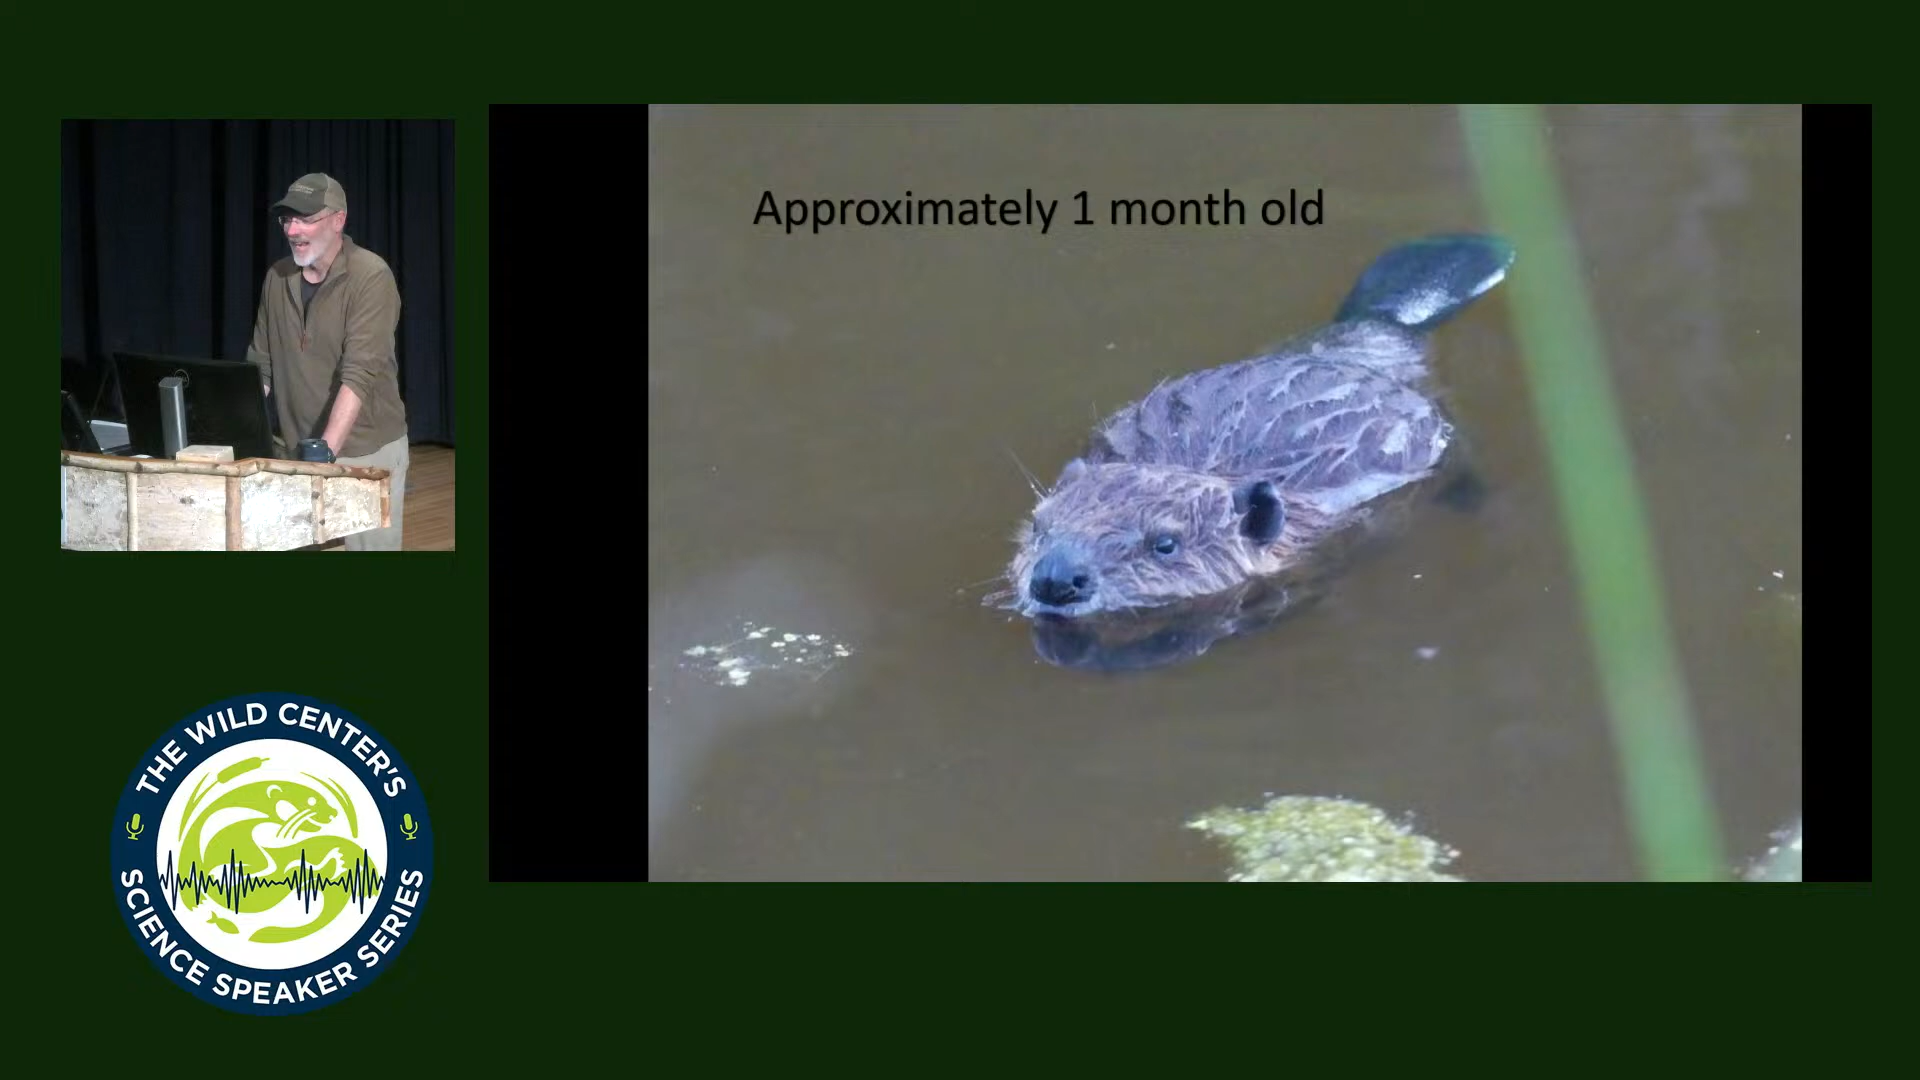 Approximately 1 month old
THE WILD CENTER'S
SCIENCE SPEAKER SERIES